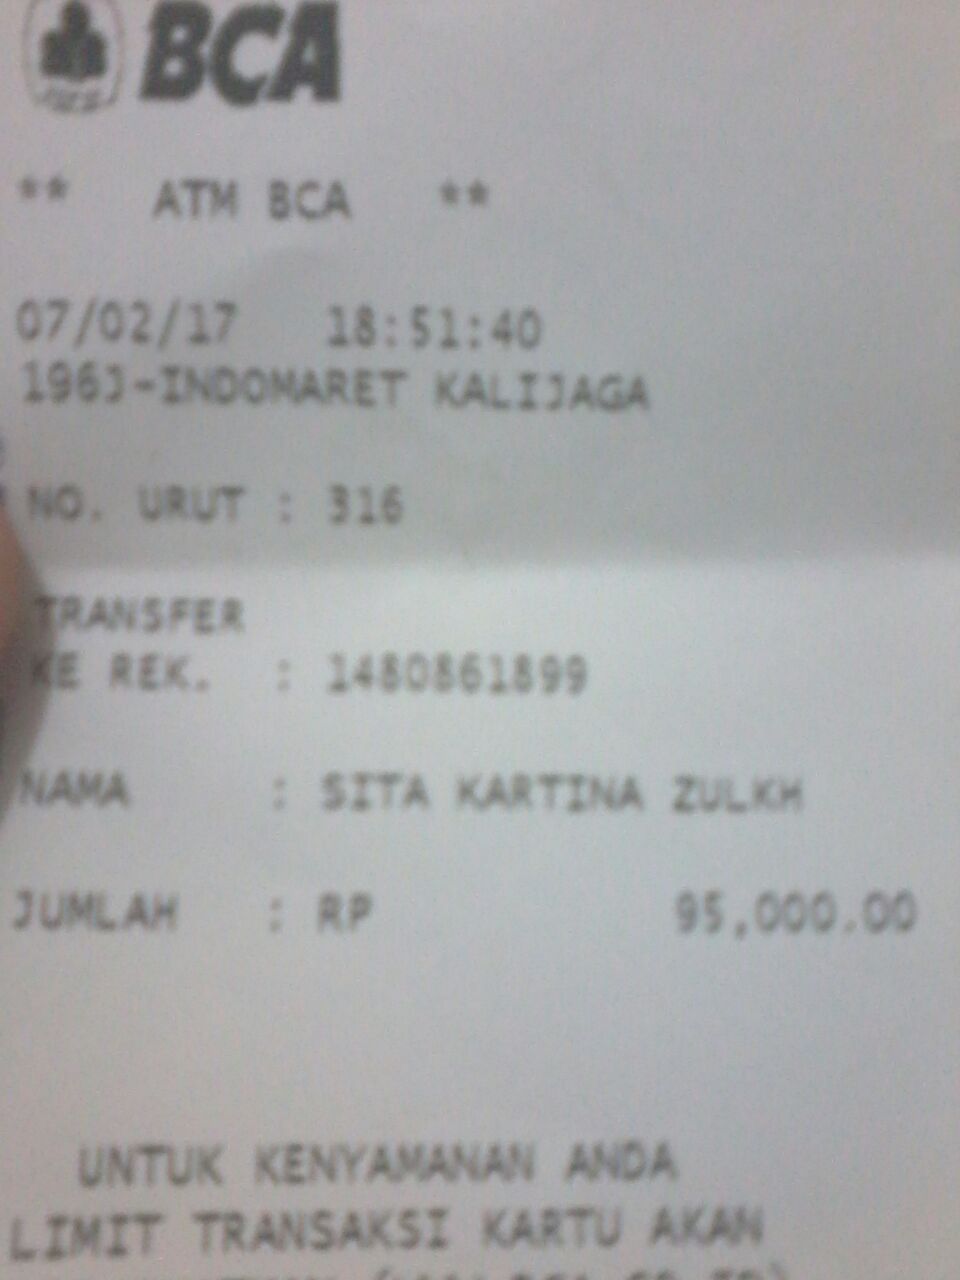 BCA
** ATM BCA **
07/02/17 18:51:40
196J-INDOMARET KALIJAGA
NO. URUT : 316
TRANSFER
KE REK. : 1480861899
NAMA : SITA KARTINA ZULKH
JUMLAH : RP 95,000.00
UNTUK KENYAMANAN ANDA
LIMIT TRANSAKSI KARTU AKAN